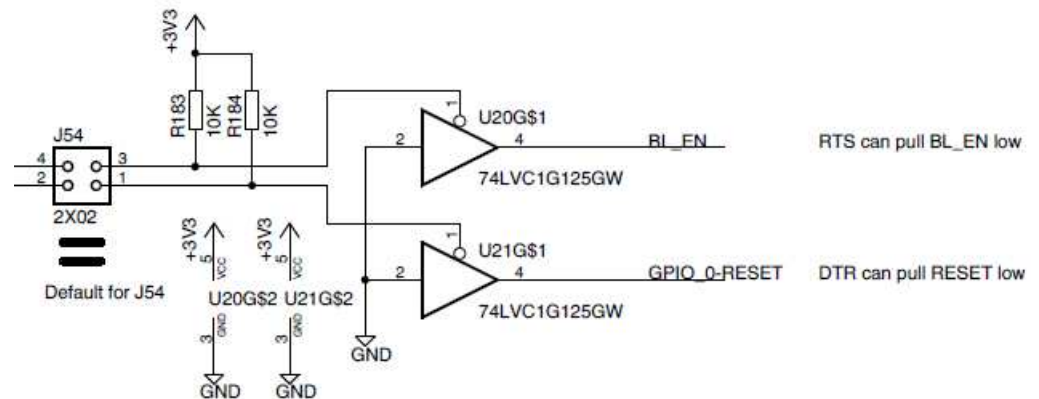 +3V3
R183
10K
R184
10K
J54
4
3
2
1
2X02
Default for J54
+3V3
5
VCC
U20G$2
GND
3
GND
+3V3
5
VCC
U21G$2
GND
3
GND
1
U20G$1
2
4
BL_EN
RTS can pull BL_EN low
74LVC1G125GW
1
U21G$1
2
4
GPIO_0-RESET
DTR can pull RESET low
74LVC1G125GW
GND